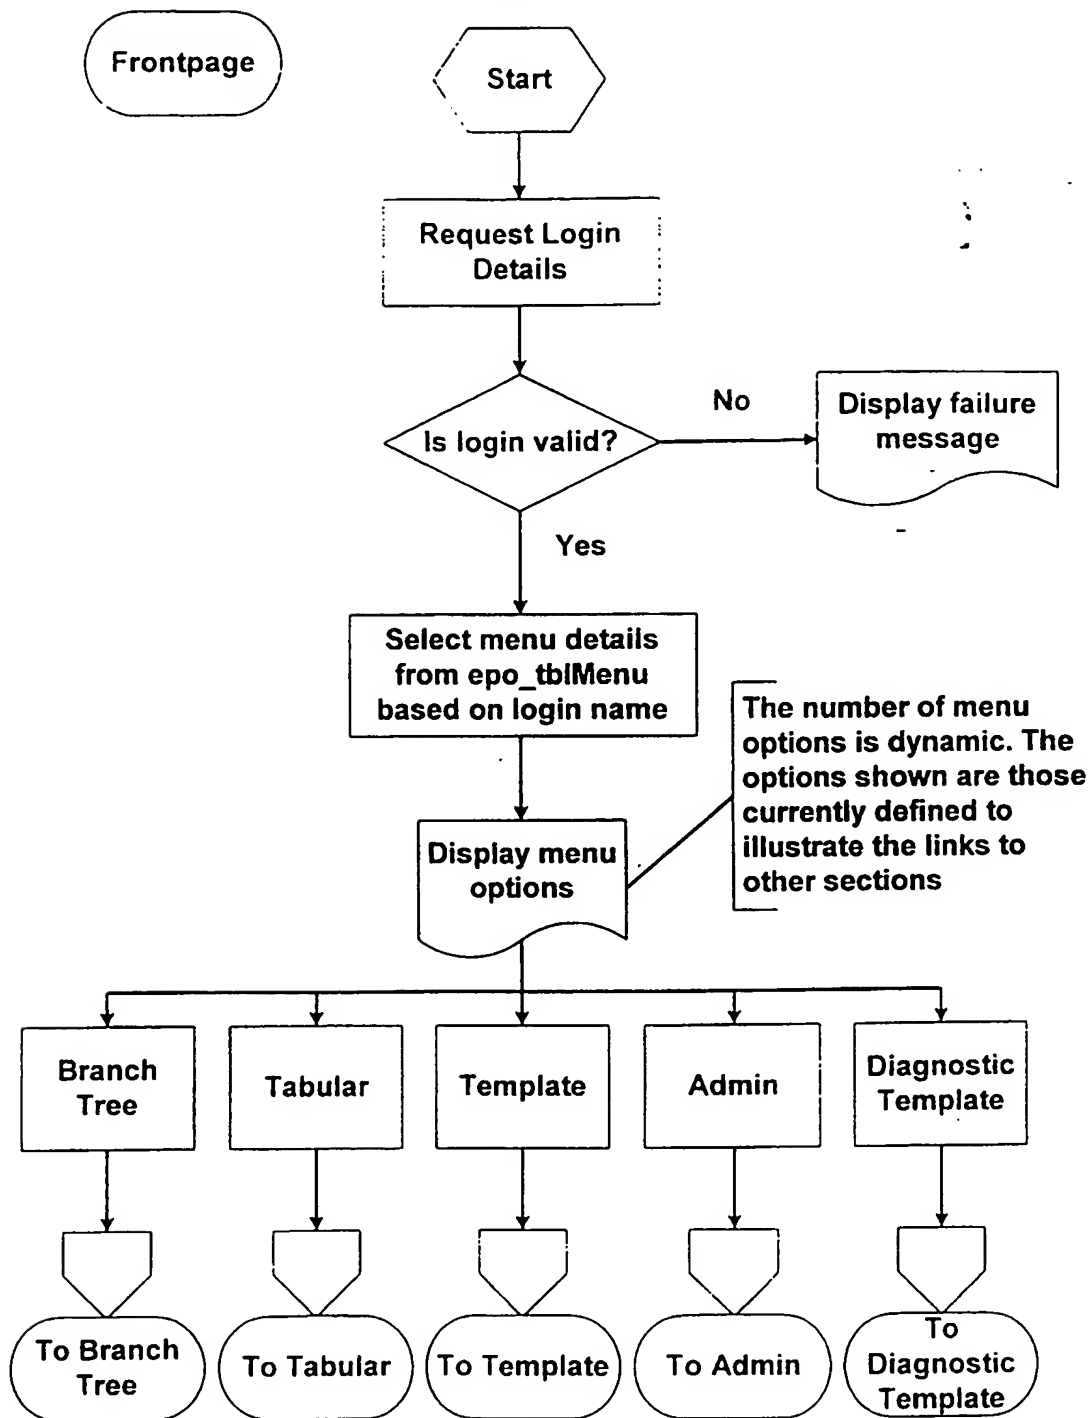 Frontpage
Start
Request Login
Details
Is login valid?
No
Display failure
message
Yes
Select menu details
from epo_tblMenu
based on login name
The number of menu
options is dynamic. The
options shown are those
currently defined to
illustrate the links to
other sections
Display menu
options
Branch
Tree
Tabular
Template
Admin
Diagnostic
Template
To Branch
Tree
To Tabular
To Template
To Admin
To
Diagnostic
Template